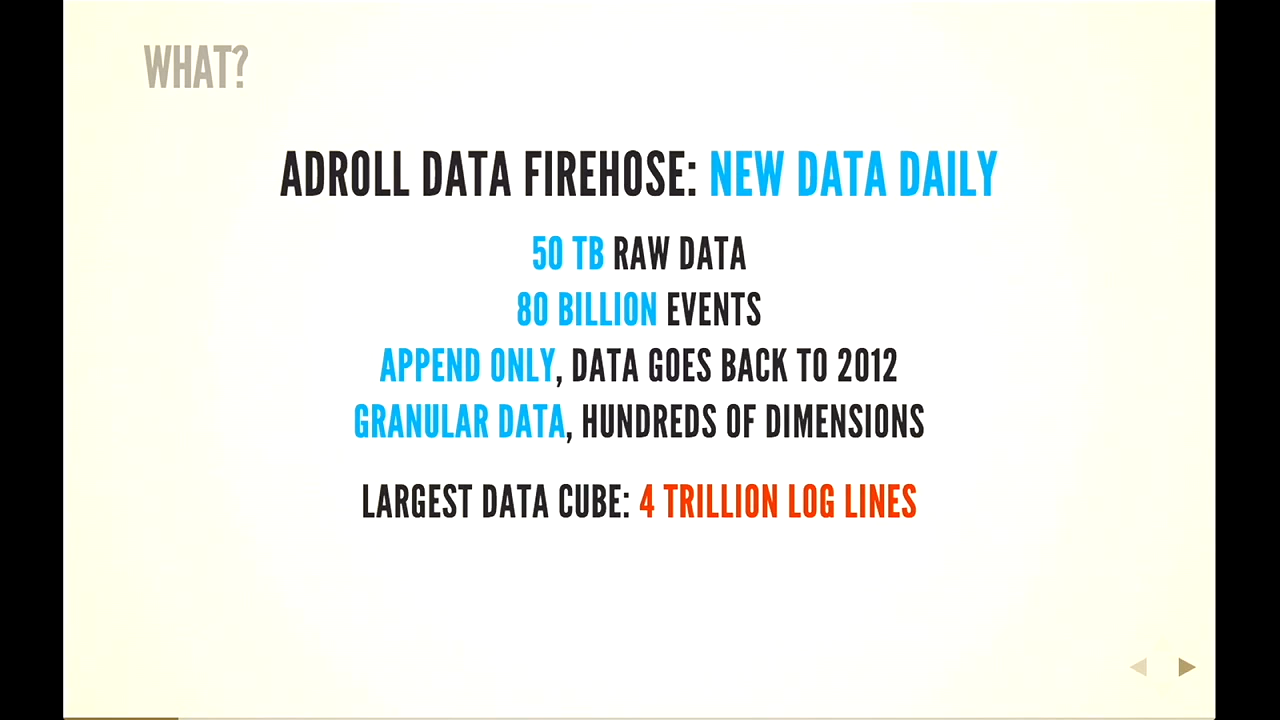 WHAT?
ADROLL DATA FIREHOSE: NEW DATA DAILY
50 TB RAW DATA
80 BILLION EVENTS
APPEND ONLY, DATA GOES BACK TO 2012
GRANULAR DATA, HUNDREDS OF DIMENSIONS
LARGEST DATA CUBE: 4 TRILLION LOG LINES